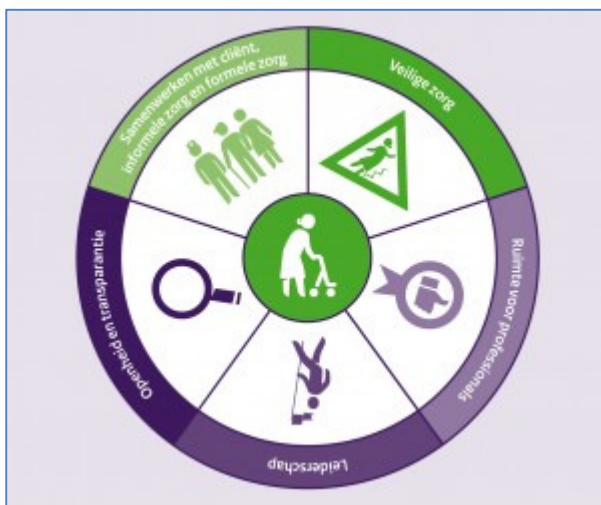 Samenwerken met cliënt,
informele zorg en formele zorg
Veilige zorg
Ruimte voor professionals
Leiderschap
Openheid en transparantie